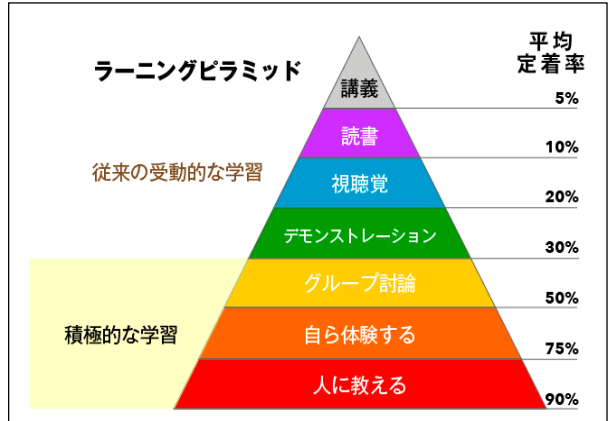 ラーニングピラミッド
平均
定着率
講義
5%
読書
10%
従来の受動的な学習
視聴覚
20%
デモンストレーション
30%
グループ討論
50%
積極的な学習
自ら体験する
75%
人に教える
90%